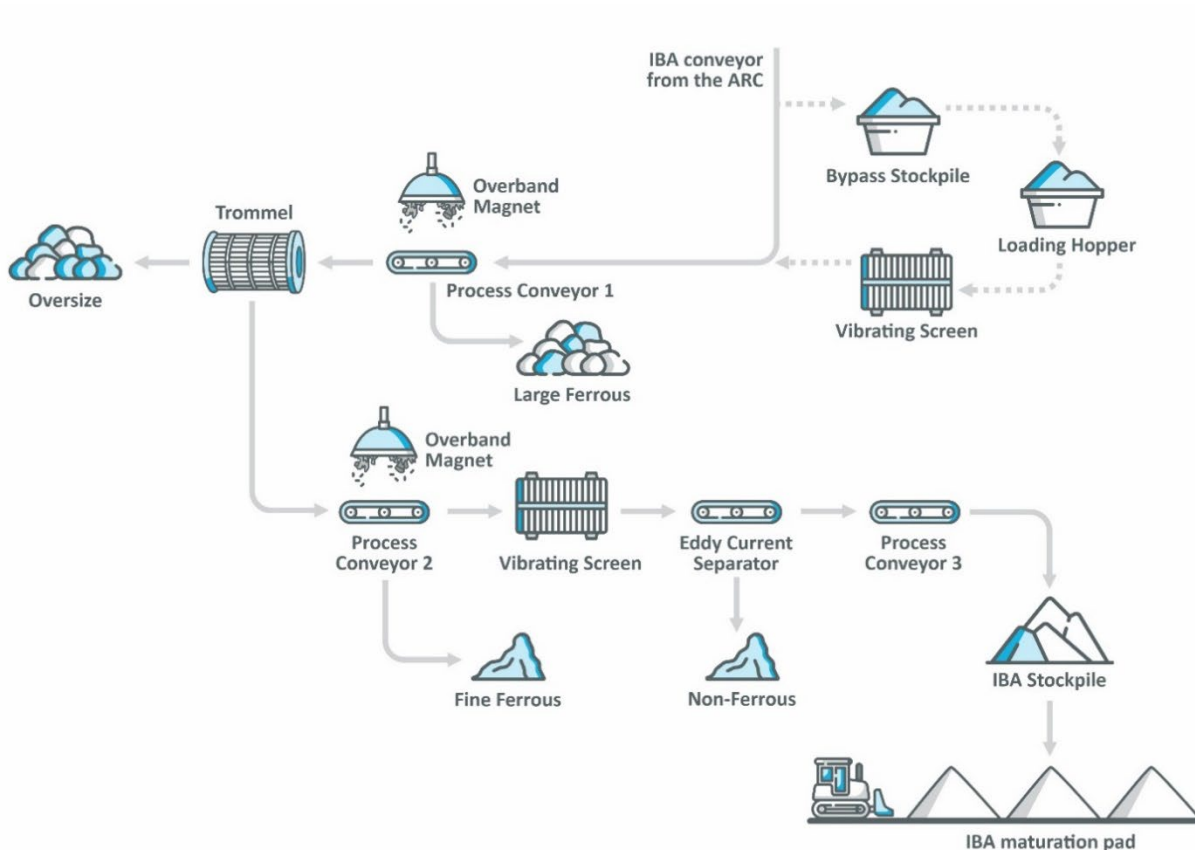 IBA conveyor
from the ARC
Bypass Stockpile
Loading Hopper
Vibrating Screen
Overband
Magnet
Process Conveyor 1
Trommel
Oversize
Large Ferrous
Overband
Magnet
Process
Conveyor 2
Vibrating Screen
Eddy Current
Separator
Process
Conveyor 3
Fine Ferrous
Non-Ferrous
IBA Stockpile
IBA maturation pad